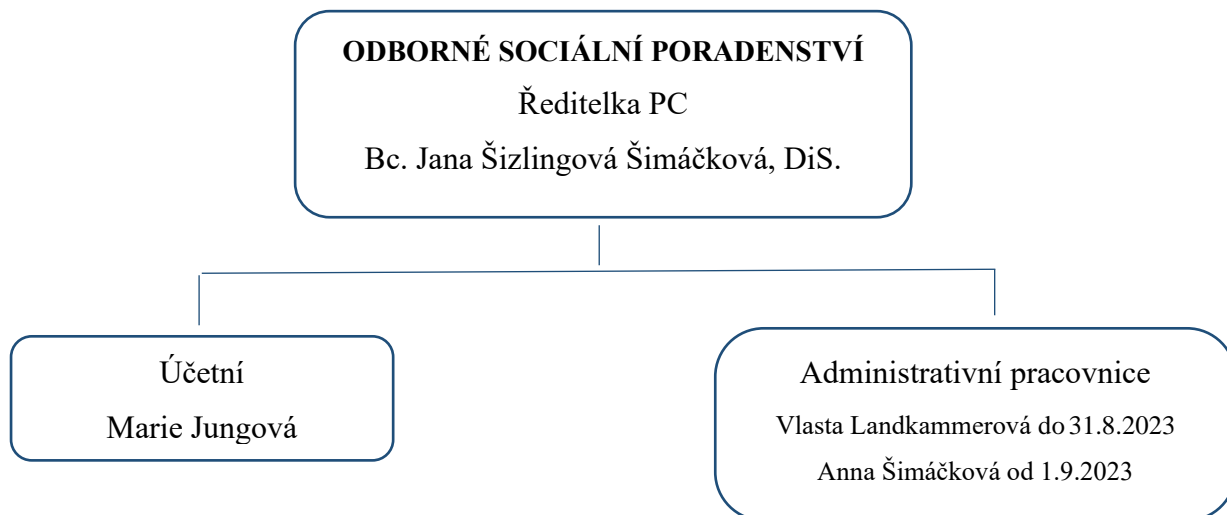 ODBORNÉ SOCIÁLNÍ PORADENSTVÍ
Ředitelka PC
Bc. Jana Šizlingová Šimáčková, DiS.
Účetní
Marie Jungová
Administrativní pracovnice
Vlasta Landkammerová do 31.8.2023
Anna Šimáčková od 1.9.2023